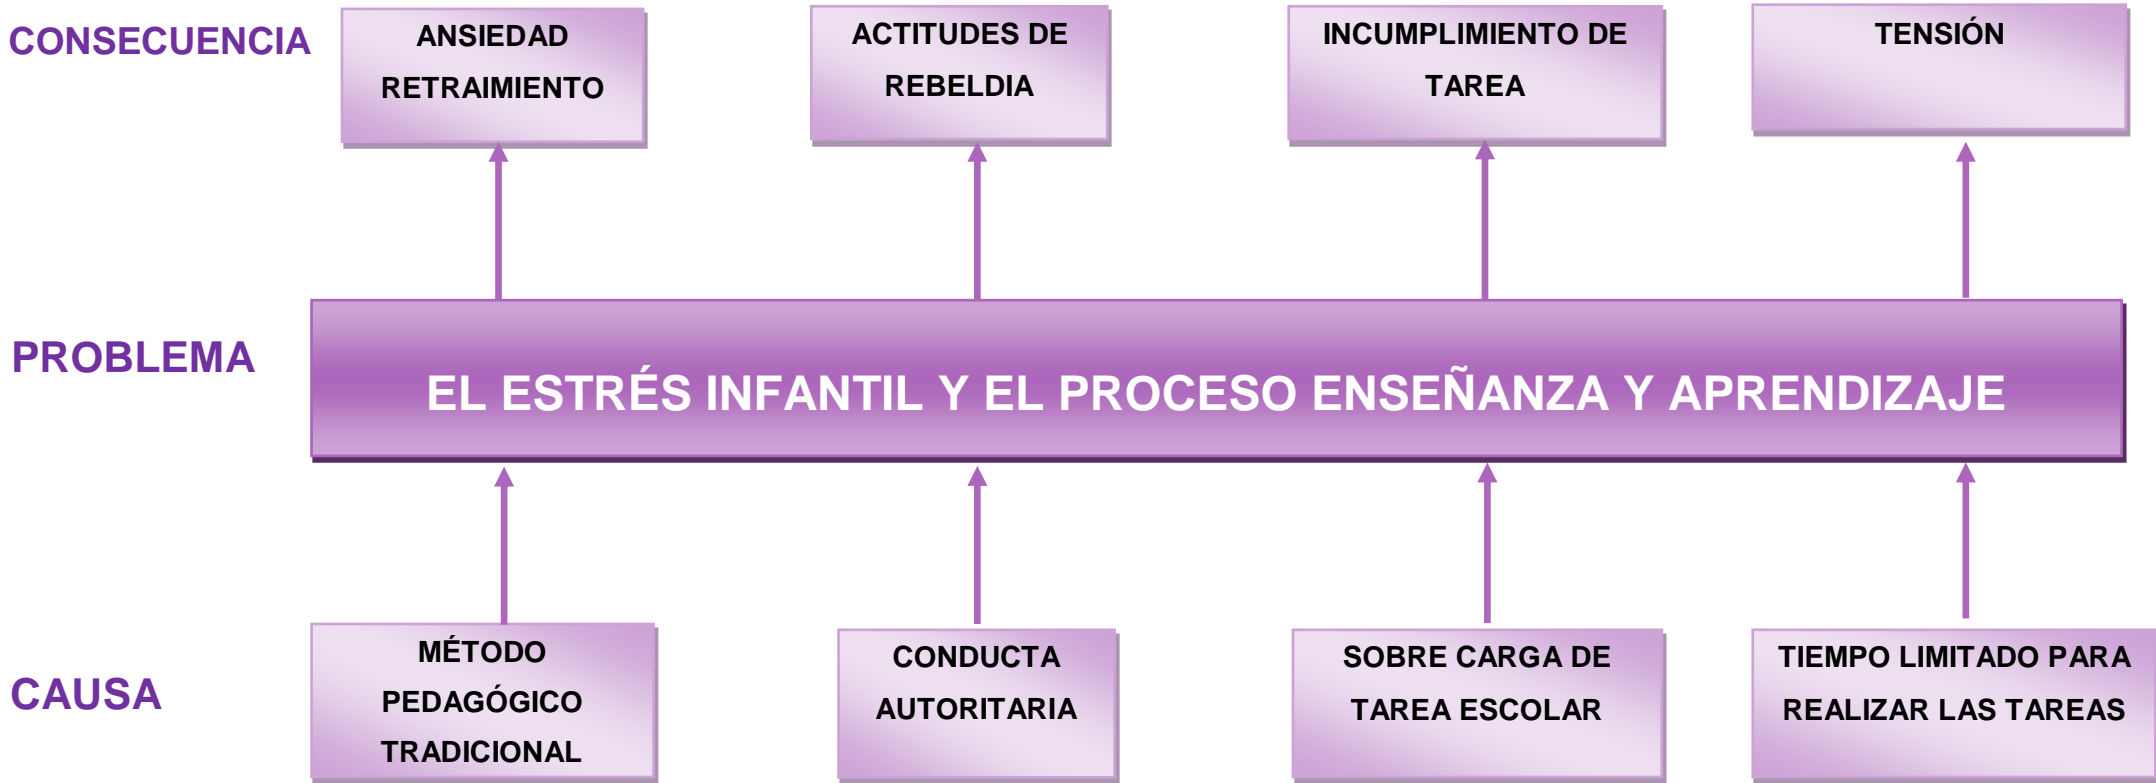 CONSECUENCIA
ANSIEDAD
RETRAIMIENTO
ACTITUDES DE
REBELDIA
INCUMPLIMIENTO DE
TAREA
TENSIÓN
PROBLEMA
EL ESTRÉS INFANTIL Y EL PROCESO ENSEÑANZA Y APRENDIZAJE
CAUSA
MÉTODO
PEDAGÓGICO
TRADICIONAL
CONDUCTA
AUTORITARIA
SOBRE CARGA DE
TAREA ESCOLAR
TIEMPO LIMITADO PARA
REALIZAR LAS TAREAS